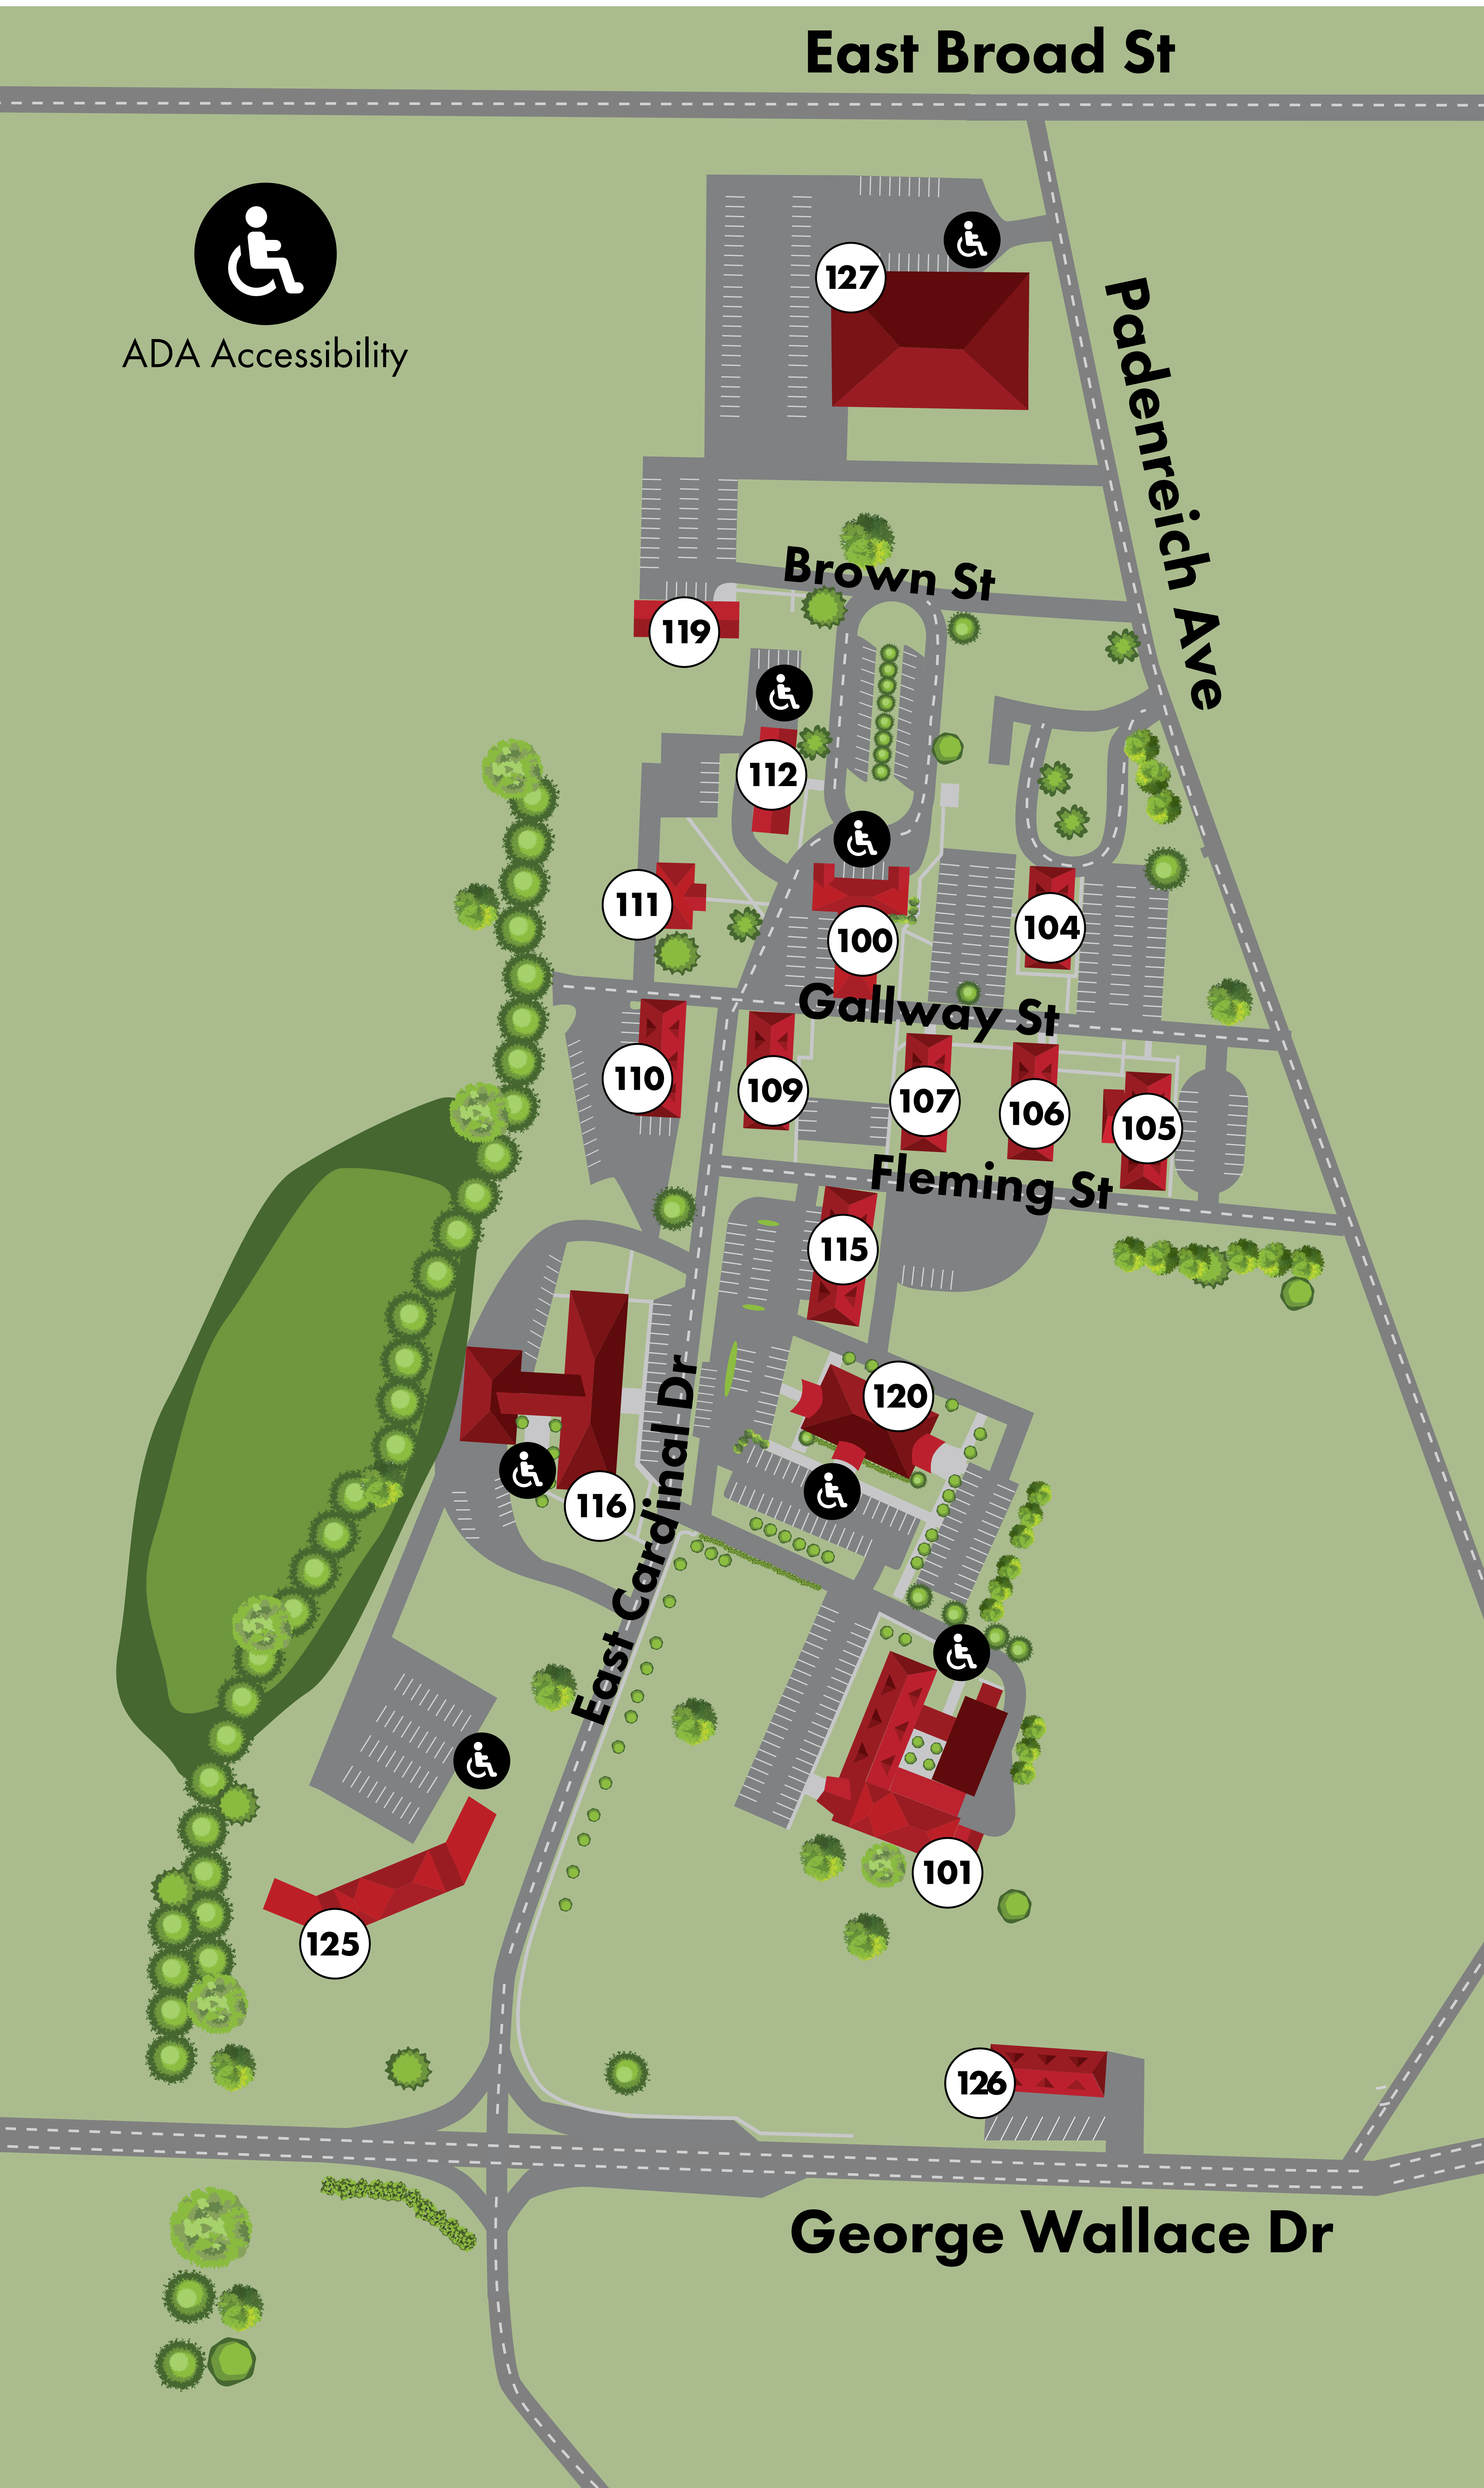 East Broad St
ADA Accessibility
127
Padenreich Ave
Brown St
119
112
111
100
104
Gallway St
110
109
107
106
105
Fleming St
115
120
116
East Cardinal Dr
101
125
126
George Wallace Dr